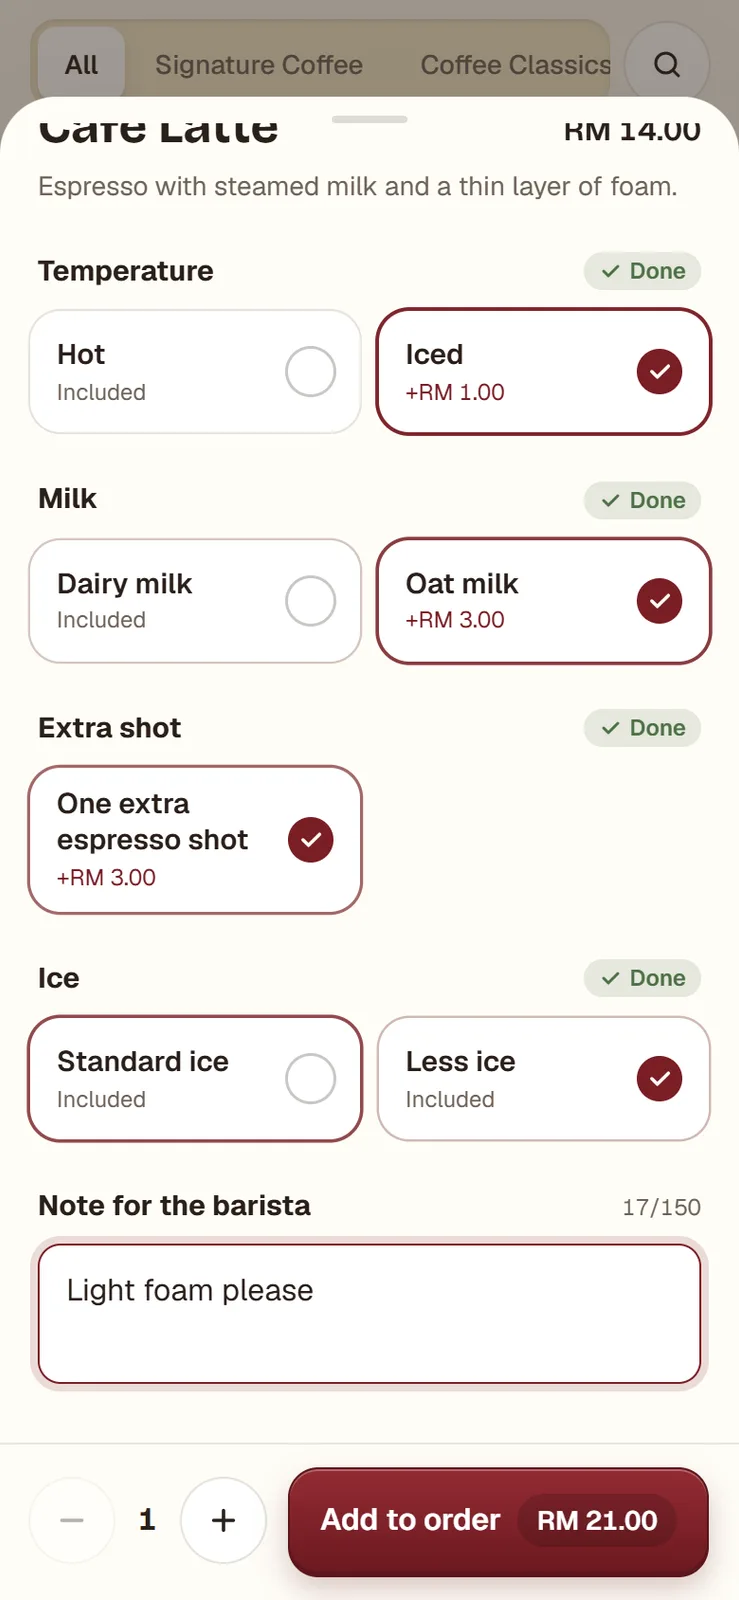 All Signature Coffee Coffee Classics
Cafe Latte RM 14.00
Espresso with steamed milk and a thin layer of foam.
Temperature Done
Hot Iced
Included +RM 1.00
Milk Done
Dairy milk Oat milk
Included +RM 3.00
Extra shot Done
One extra
espresso shot
+RM 3.00
Ice Done
Standard ice Less ice
Included Included
Note for the barista 17/150
Light foam please
1 Add to order RM 21.00